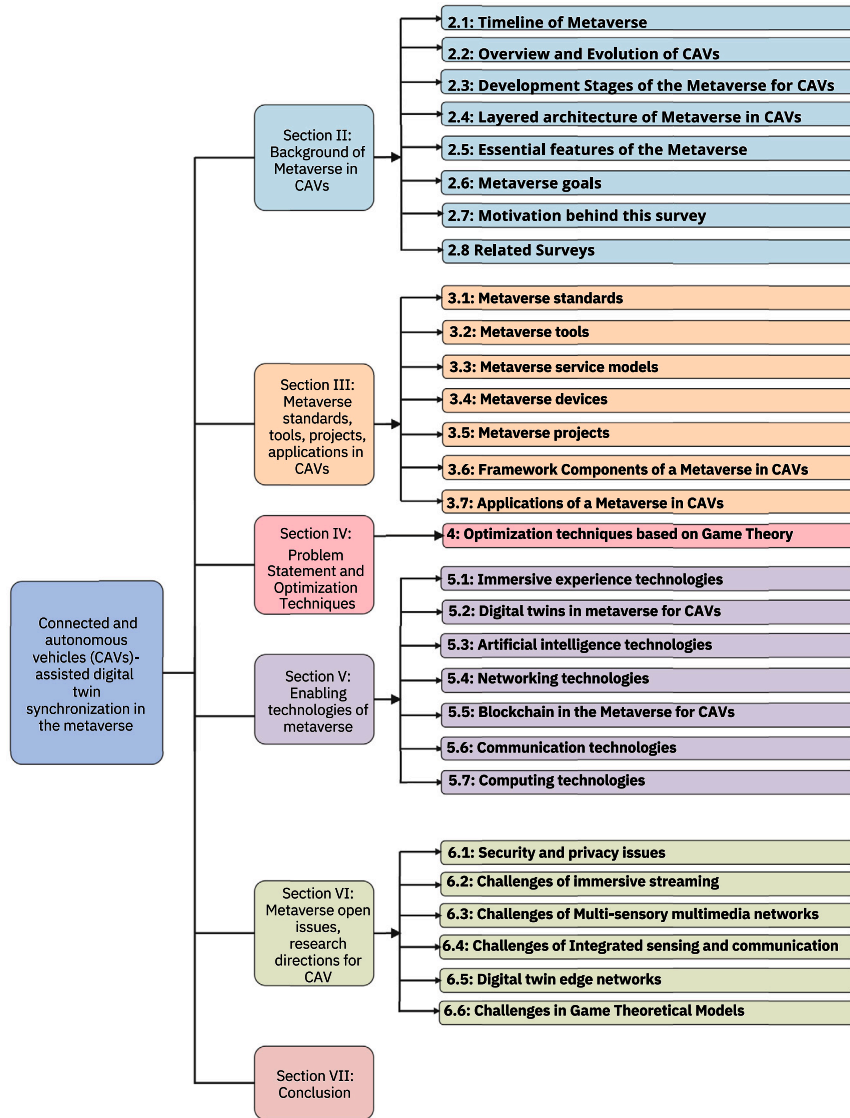 Connected and
autonomous
vehicles (CAVs)-
assisted digital
twin
synchronization in
the metaverse
Section II:
Background of
Metaverse in
CAVs
2.1: Timeline of Metaverse
2.2: Overview and Evolution of CAVs
2.3: Development Stages of the Metaverse for CAVs
2.4: Layered architecture of Metaverse in CAVs
2.5: Essential features of the Metaverse
2.6: Metaverse goals
2.7: Motivation behind this survey
2.8 Related Surveys
Section III:
Metaverse
standards,
tools, projects,
applications in
CAVs
3.1: Metaverse standards
3.2: Metaverse tools
3.3: Metaverse service models
3.4: Metaverse devices
3.5: Metaverse projects
3.6: Framework Components of a Metaverse in CAVs
3.7: Applications of a Metaverse in CAVs
Section IV:
Problem
Statement and
Optimization
Techniques
4: Optimization techniques based on Game Theory
Section V:
Enabling
technologies of
metaverse
5.1: Immersive experience technologies
5.2: Digital twins in metaverse for CAVs
5.3: Artificial intelligence technologies
5.4: Networking technologies
5.5: Blockchain in the Metaverse for CAVs
5.6: Communication technologies
5.7: Computing technologies
Section VI:
Metaverse open
issues,
research
directions for
CAV
6.1: Security and privacy issues
6.2: Challenges of immersive streaming
6.3: Challenges of Multi-sensory multimedia networks
6.4: Challenges of Integrated sensing and communication
6.5: Digital twin edge networks
6.6: Challenges in Game Theoretical Models
Section VII:
Conclusion